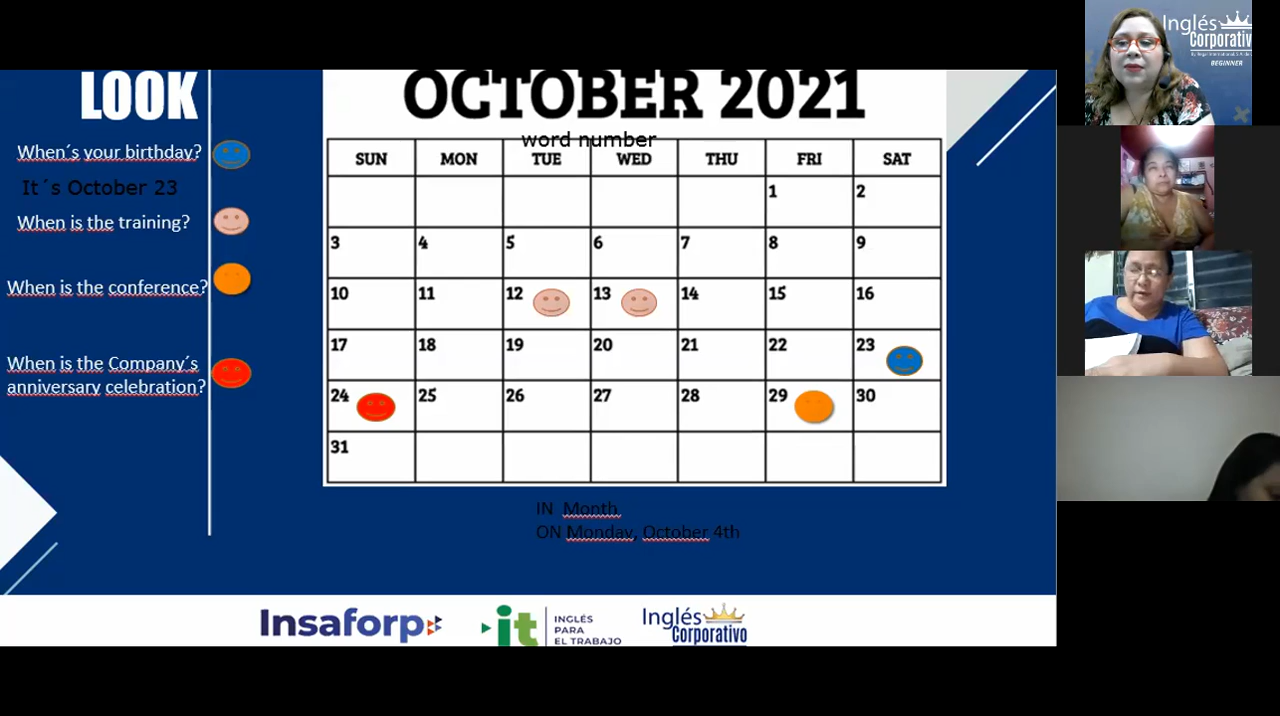 LOOK
When´s your birthday?
It´s October 23
When is the training?
When is the conference?
When is the Company´s
anniversary celebration?
OCTOBER 2021
word number
SUN MON TUE WED THU FRI SAT
1 2
3 4 5 6 7 8 9
10 11 12 13 14 15 16
17 18 19 20 21 22 23
24 25 26 27 28 29 30
31
IN Month
ON Monday, October 4th
Insaforp
it
INGLÉS
PARA
EL TRABAJO
Inglés
Corporativo
Inglés
Corporativ
BEGINNER